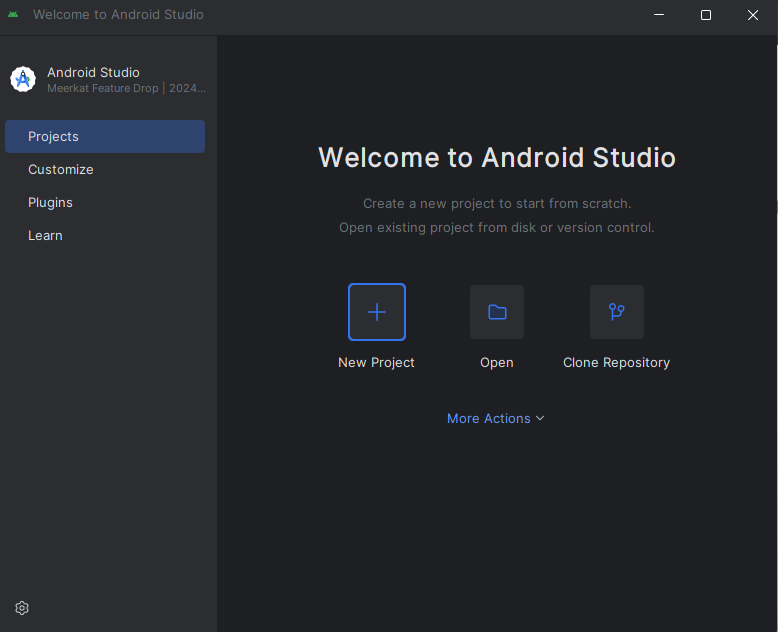 Welcome to Android Studio
Android Studio
Meerkat Feature Drop | 2024...
Projects
Customize
Plugins
Learn
Welcome to Android Studio
Create a new project to start from scratch.
Open existing project from disk or version control.
New Project
Open
Clone Repository
More Actions